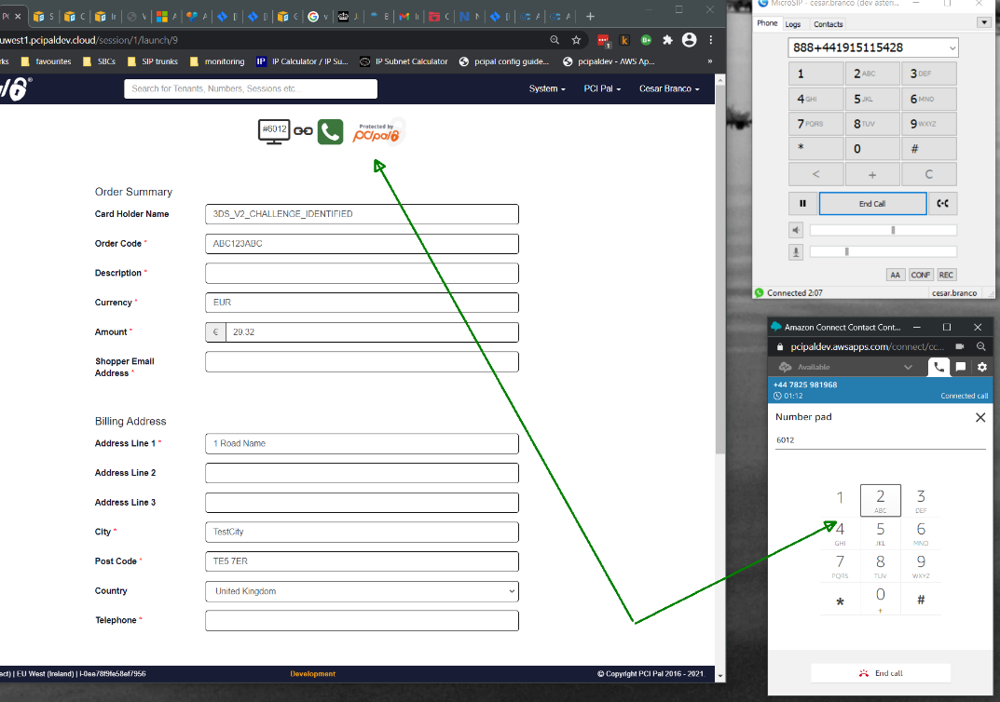 uwest1.pcipaldev.cloud/session/1/launch/9
rks favourites SBCs SIP trunks monitoring IP Calculator / IP Su... IP Subnet Calculator pcipal config guide... pcipaldev - AWS Ap... »
Search for Tenants, Numbers, Sessions etc...
System PCI Pal Cesar Branco
#6012
Protected by
pcipal
Order Summary
Card Holder Name
3DS_V2_CHALLENGE_IDENTIFIED
Order Code *
ABC123ABC
Description *
Currency *
EUR
Amount *
€ 29.32
Shopper Email
Address *
Billing Address
Address Line 1 *
1 Road Name
Address Line 2
Address Line 3
City *
TestCity
Post Code *
TE5 7ER
Country
United Kingdom
Telephone *
ect) | EU West (Ireland) | i-0ee78f9fe58ef7956
Development
© Copyright PCI Pal 2016 - 2021.
MicroSIP - cesar.branco (dev asten...
Phone Logs Contacts
888+441915115428
1 2 ABC 3 DEF
4 GHI 5 JKL 6 MNO
7 PQRS 8 TUV 9 WXYZ
* 0 #
< + C
End Call
AA CONF REC
Connected 2:07
cesar.branco
Amazon Connect Contact Cont...
pcipaldev.awsapps.com/connect/cc...
Available
+44 7825 981968
01:12
Connected call
Number pad
6012
1 2 3
ABC DEF
4 5 6
GHI JKL MNO
7 8 9
PQRS TUV WXYZ
* 0 #
+
End call